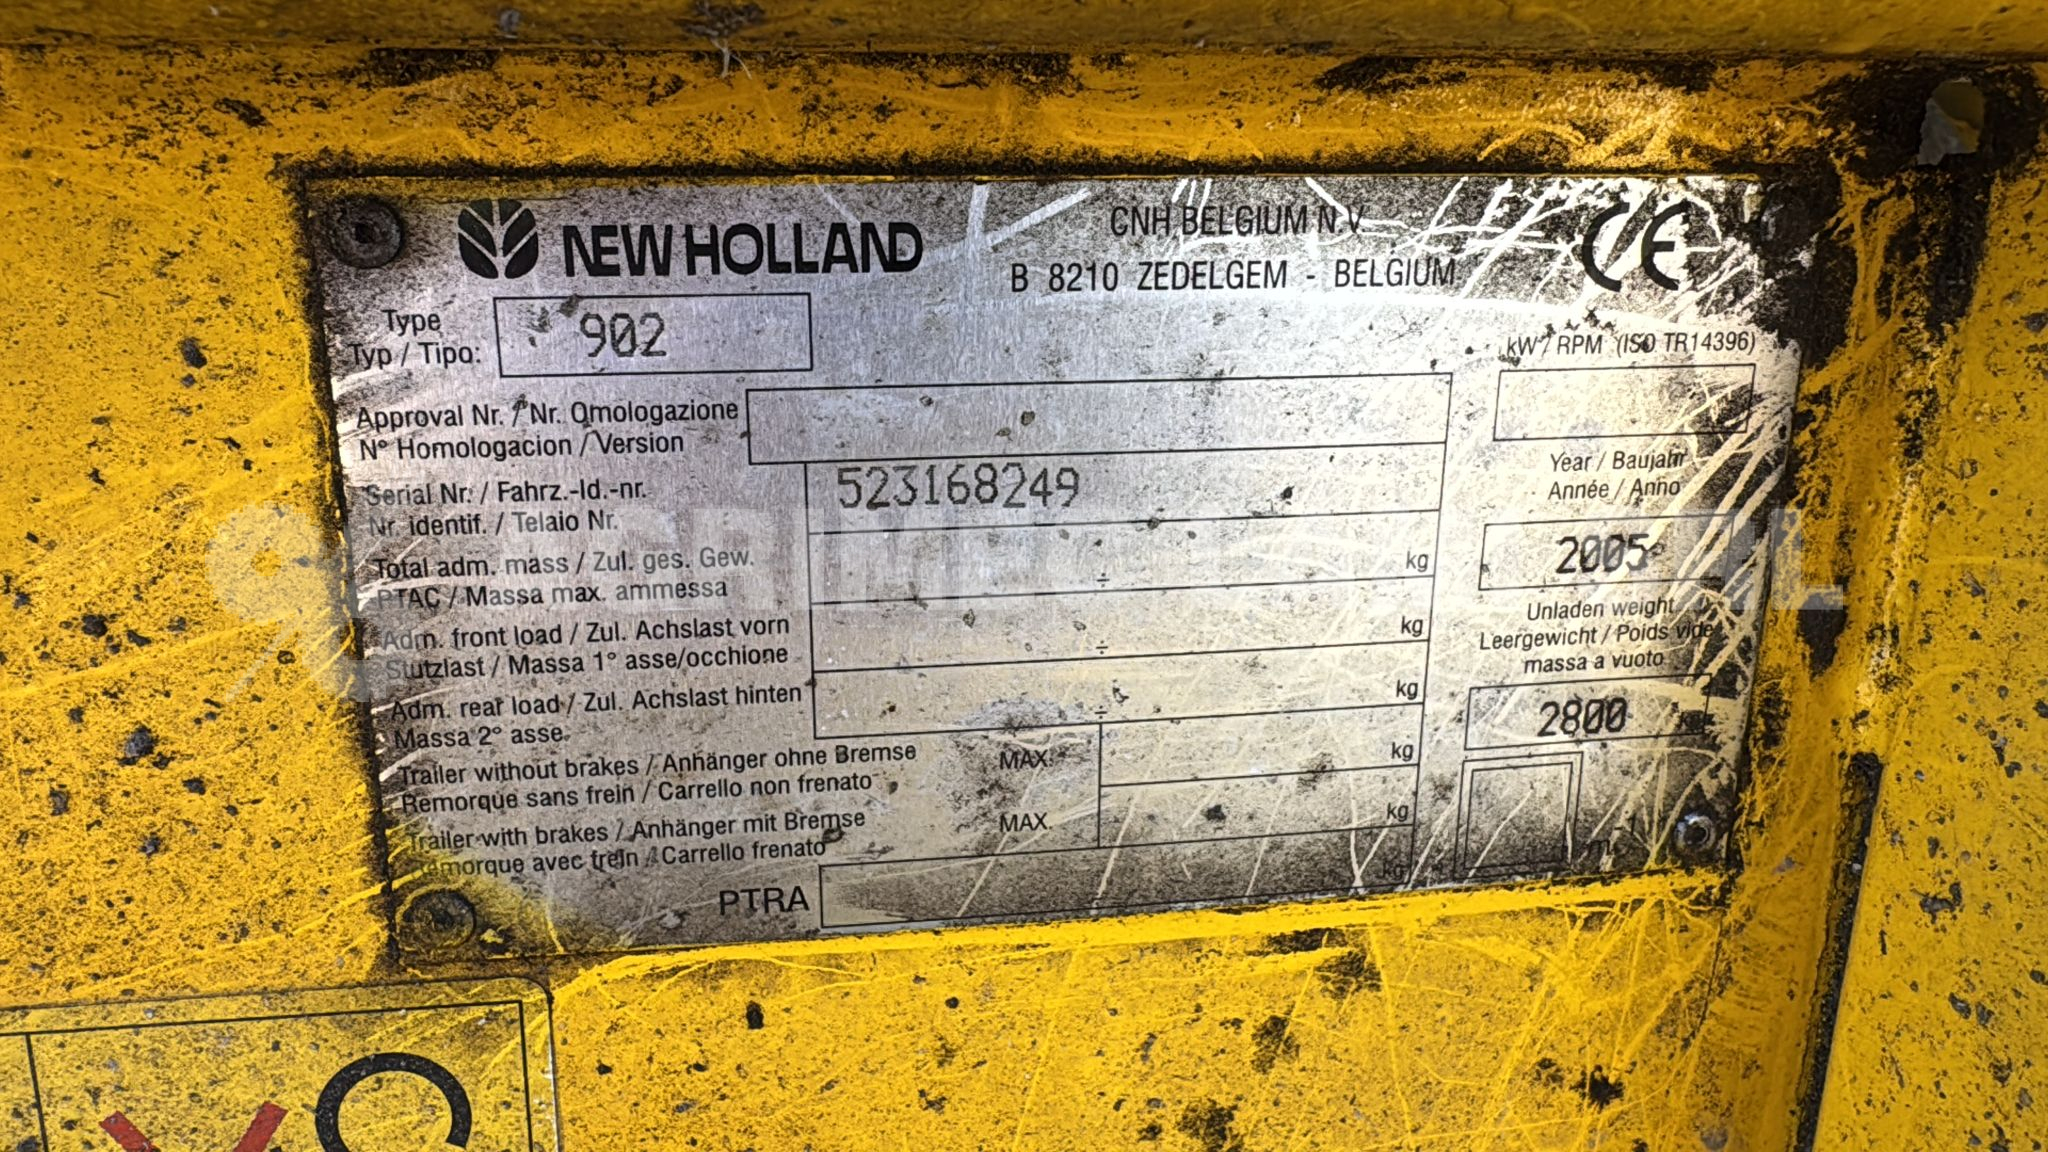 NEW HOLLAND
CNH BELGIUM N.V.
B 8210 ZEDELGEM - BELGIUM
CE
Type
Typ / Tipo:
902
kW / RPM (ISO TR14396)
Approval Nr. / Nr. Omologazione
N° Homologacion / Version
Serial Nr. / Fahrz.-Id.-nr.
Nr. identif. / Telaio Nr.
523168249
Year / Baujahr
Année / Anno
2005
Total adm. mass / Zul. ges. Gew.
PTAC / Massa max. ammessa
÷ kg
Adm. front load / Zul. Achslast vorn
Stutzlast / Massa 1° asse/occhione
÷ kg
Unladen weight
Leergewicht / Poids vide
massa a vuoto
2800
Adm. rear load / Zul. Achslast hinten
Massa 2° asse
÷ kg
Trailer without brakes / Anhänger ohne Bremse
Remorque sans frein / Carrello non frenato
MAX. kg
Trailer with brakes / Anhänger mit Bremse
Remorque avec frein / Carrello frenato
MAX. kg
PTRA kg